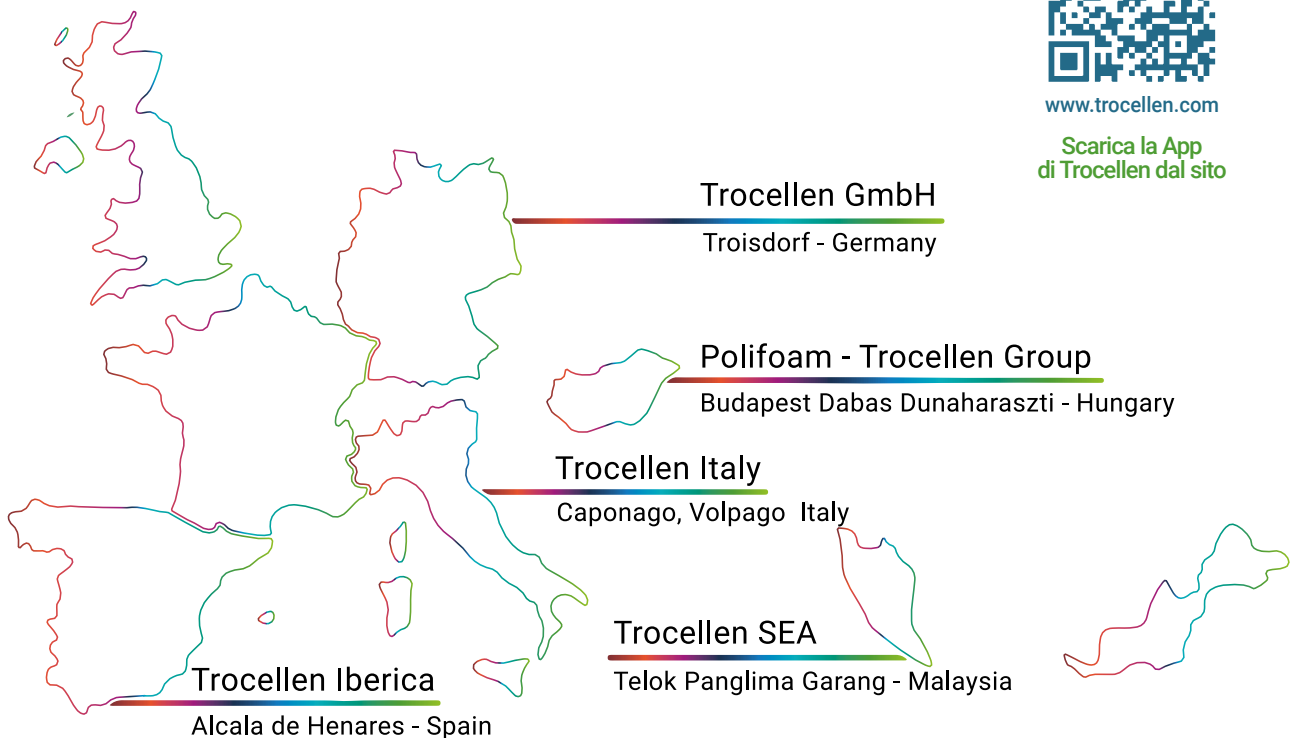 www.trocellen.com
Scarica la App
di Trocellen dal sito
Trocellen GmbH
Troisdorf - Germany
Polifoam - Trocellen Group
Budapest Dabas Dunaharaszti - Hungary
Trocellen Italy
Caponago, Volpago Italy
Trocellen SEA
Telok Panglima Garang - Malaysia
Trocellen Iberica
Alcala de Henares - Spain